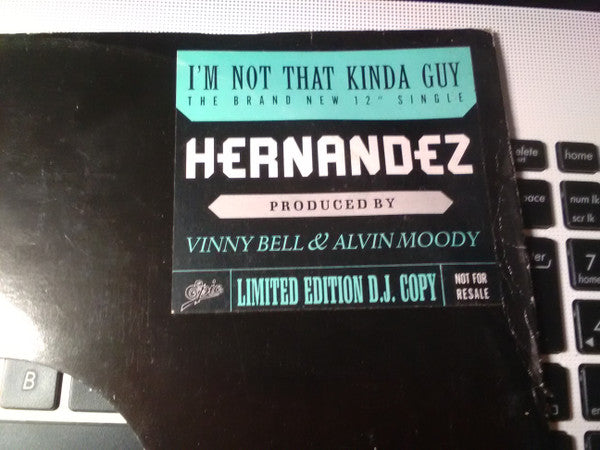 I'M NOT THAT KINDA GUY
THE BRAND NEW 12" SINGLE
HERNANDEZ
PRODUCED BY
VINNY BELL & ALVIN MOODY
Epic
LIMITED EDITION D.J. COPY
NOT FOR
RESALE
home
num lk
scr lk
7
home
4
B